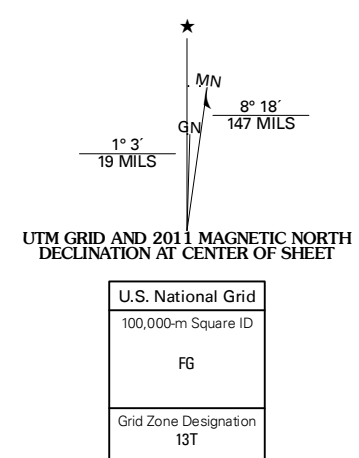 ★
MN
8° 18´
147 MILS
GN
1° 3´
19 MILS
UTM GRID AND 2011 MAGNETIC NORTH
DECLINATION AT CENTER OF SHEET
U.S. National Grid
100,000-m Square ID
FG
Grid Zone Designation
13T